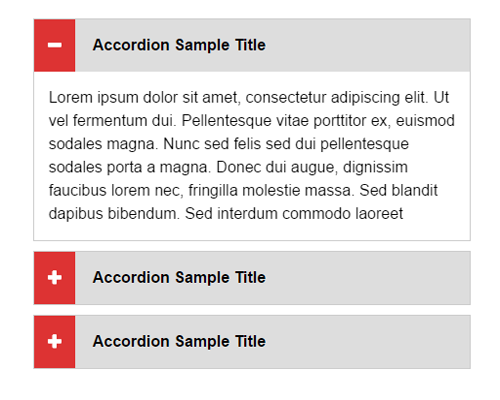 Accordion Sample Title
Lorem ipsum dolor sit amet, consectetur adipiscing elit. Ut
vel fermentum dui. Pellentesque vitae porttitor ex, euismod
sodales magna. Nunc sed felis sed dui pellentesque
sodales porta a magna. Donec dui augue, dignissim
faucibus lorem nec, fringilla molestie massa. Sed blandit
dapibus bibendum. Sed interdum commodo laoreet
Accordion Sample Title
Accordion Sample Title